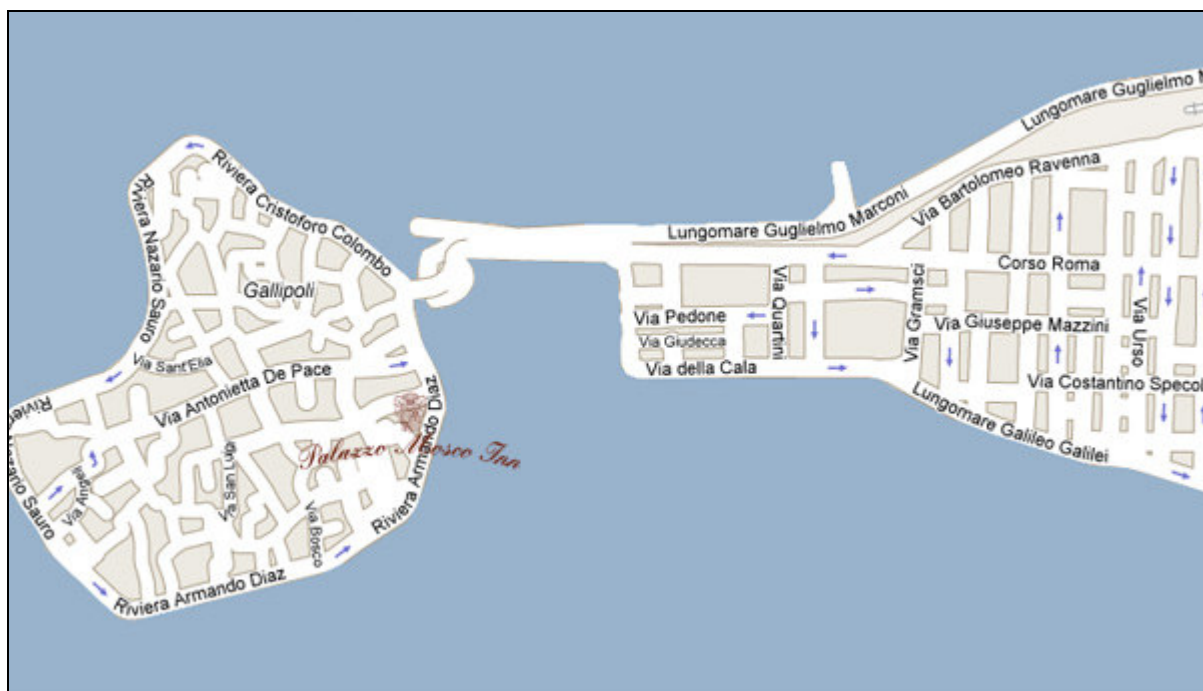 Lungomare Guglielmo M
Riviera Cristoforo Colombo
Riviera Nazario Sauro
Via Bartolomeo Ravenna
Lungomare Guglielmo Marconi
Corso Roma
Gallipoli
Via Quartini
Via Gramsci
Via Pedone
Via Giuseppe Mazzini
Via Urso
Via Giudecca
Via Sant'Elia
Via della Cala
Via Antonietta De Pace
Via Costantino Specol
Lungomare Galileo Galilei
Riviera Nazario Sauro
Palazzo Mosco Inn
Via Angeli
Via San Luigi
Via Bosco
Riviera Armando Diaz
Riviera Armando Diaz